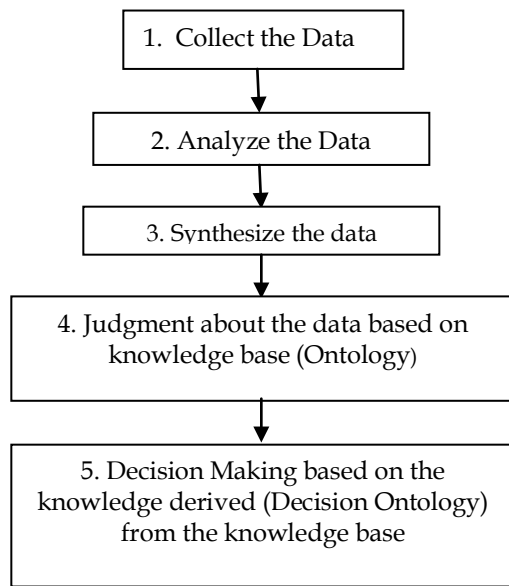 1. Collect the Data
2. Analyze the Data
3. Synthesize the data
4. Judgment about the data based on
knowledge base (Ontology)
5. Decision Making based on the
knowledge derived (Decision Ontology)
from the knowledge base